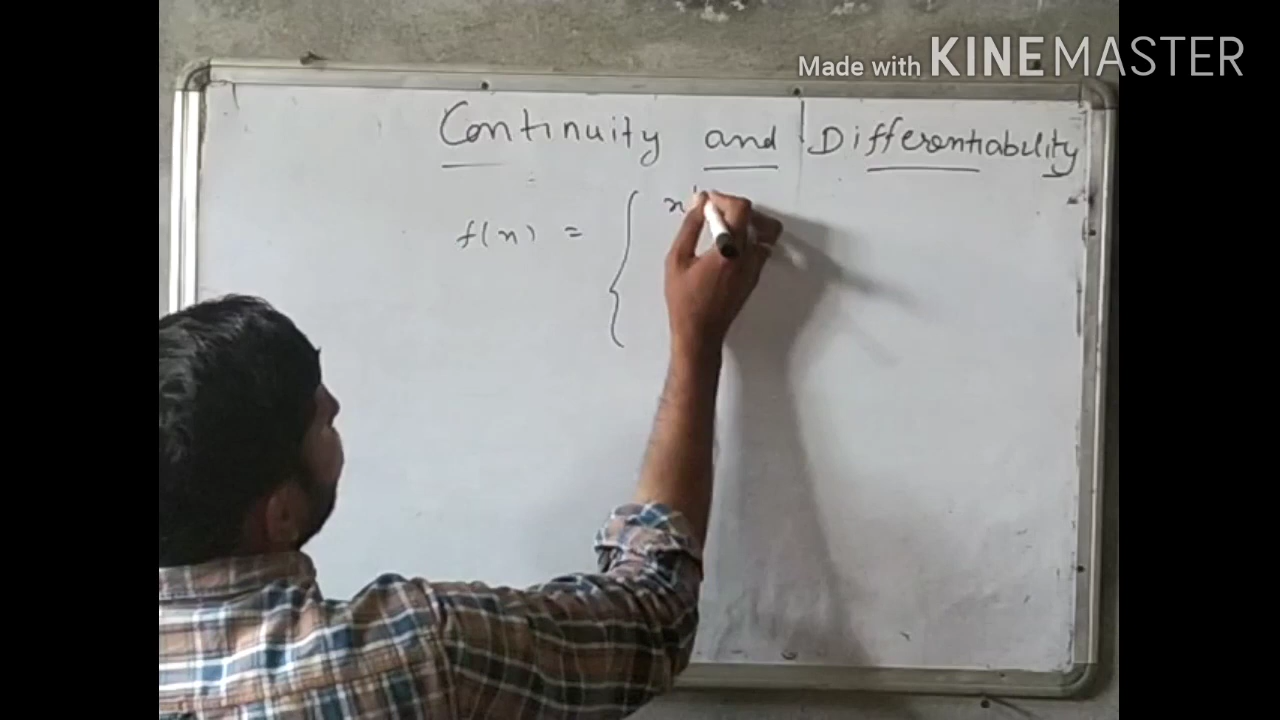 Made with KINEMASTER
Continuity and Differentiability
f(x) = { x